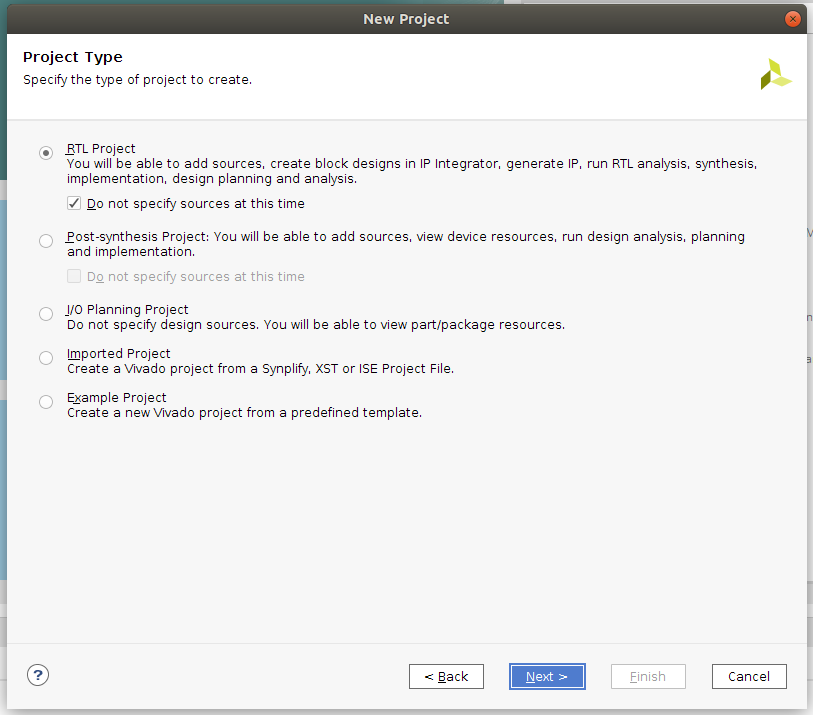 New Project
Project Type
Specify the type of project to create.
RTL Project
You will be able to add sources, create block designs in IP Integrator, generate IP, run RTL analysis, synthesis,
implementation, design planning and analysis.
Do not specify sources at this time
Post-synthesis Project: You will be able to add sources, view device resources, run design analysis, planning
and implementation.
Do not specify sources at this time
I/O Planning Project
Do not specify design sources. You will be able to view part/package resources.
Imported Project
Create a Vivado project from a Synplify, XST or ISE Project File.
Example Project
Create a new Vivado project from a predefined template.
?
< Back
Next >
Finish
Cancel